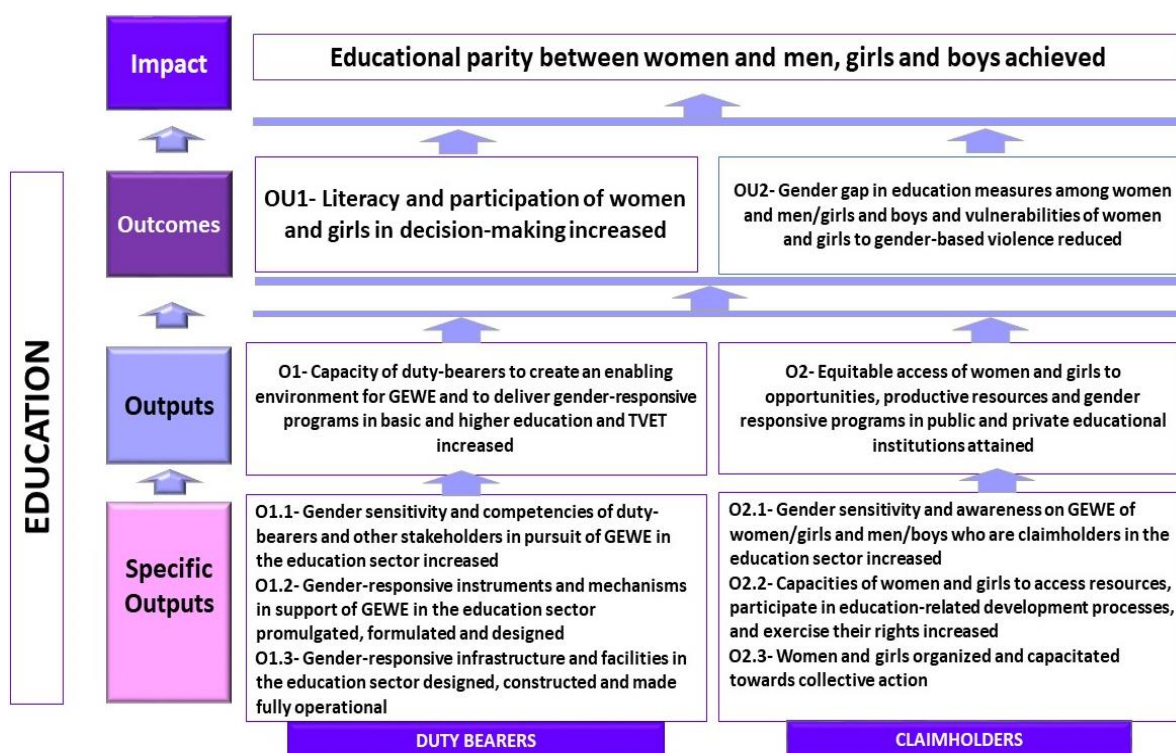 EDUCATION
Impact
Educational parity between women and men, girls and boys achieved
Outcomes
OU1- Literacy and participation of women
and girls in decision-making increased
OU2- Gender gap in education measures among women
and men/girls and boys and vulnerabilities of women
and girls to gender-based violence reduced
Outputs
O1- Capacity of duty-bearers to create an enabling
environment for GEWE and to deliver gender-responsive
programs in basic and higher education and TVET
increased
O2- Equitable access of women and girls to
opportunities, productive resources and gender
responsive programs in public and private educational
institutions attained
Specific
Outputs
O1.1- Gender sensitivity and competencies of duty-
bearers and other stakeholders in pursuit of GEWE in
the education sector increased
O1.2- Gender-responsive instruments and mechanisms
in support of GEWE in the education sector
promulgated, formulated and designed
O1.3- Gender-responsive infrastructure and facilities in
the education sector designed, constructed and made
fully operational
O2.1- Gender sensitivity and awareness on GEWE of
women/girls and men/boys who are claimholders in the
education sector increased
O2.2- Capacities of women and girls to access resources,
participate in education-related development processes,
and exercise their rights increased
O2.3- Women and girls organized and capacitated
towards collective action
DUTY BEARERS
CLAIMHOLDERS